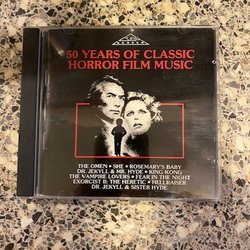 50 YEARS OF CLASSIC
HORROR FILM MUSIC
THE OMEN • SHE • ROSEMARY'S BABY
DR. JEKYLL & MR. HYDE • KING KONG
THE VAMPIRE LOVERS • FEAR IN THE NIGHT
EXORCIST II: THE HERETIC • HELLRAISER
DR. JEKYLL & SISTER HYDE